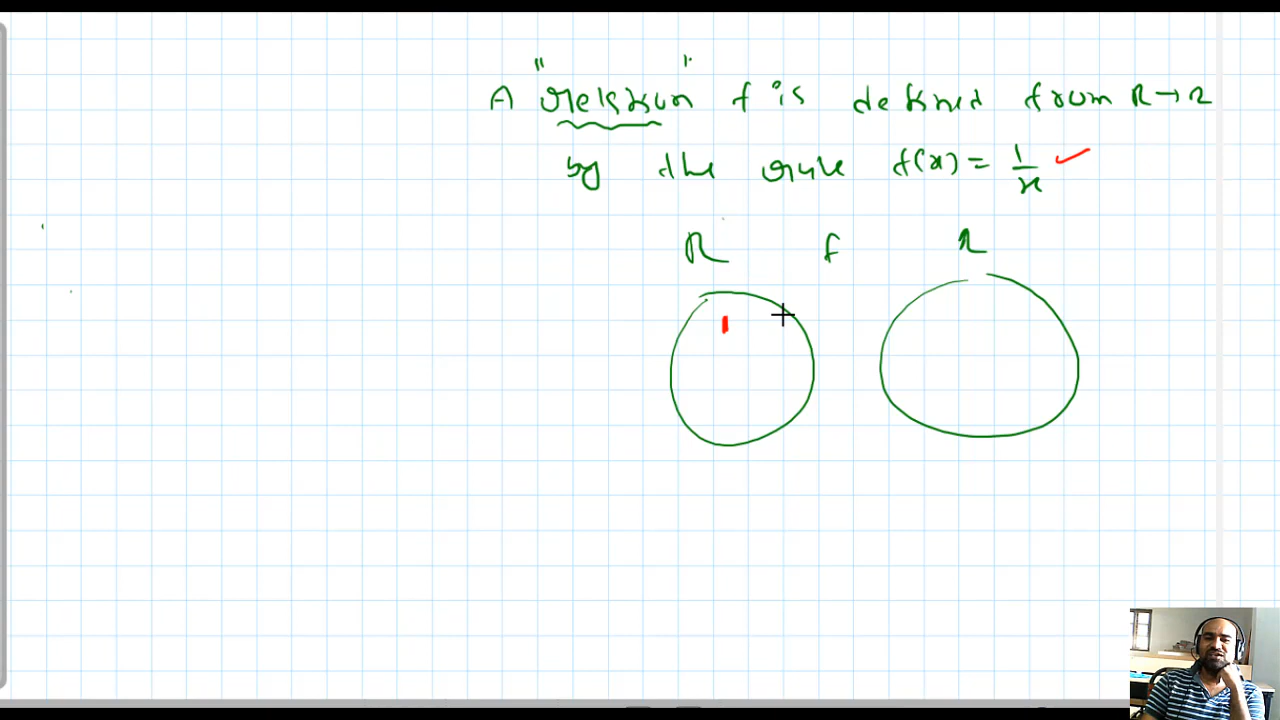 A "relation" f is defined from R→R
by the rule f(x) = 1/x ✓
R f R
1